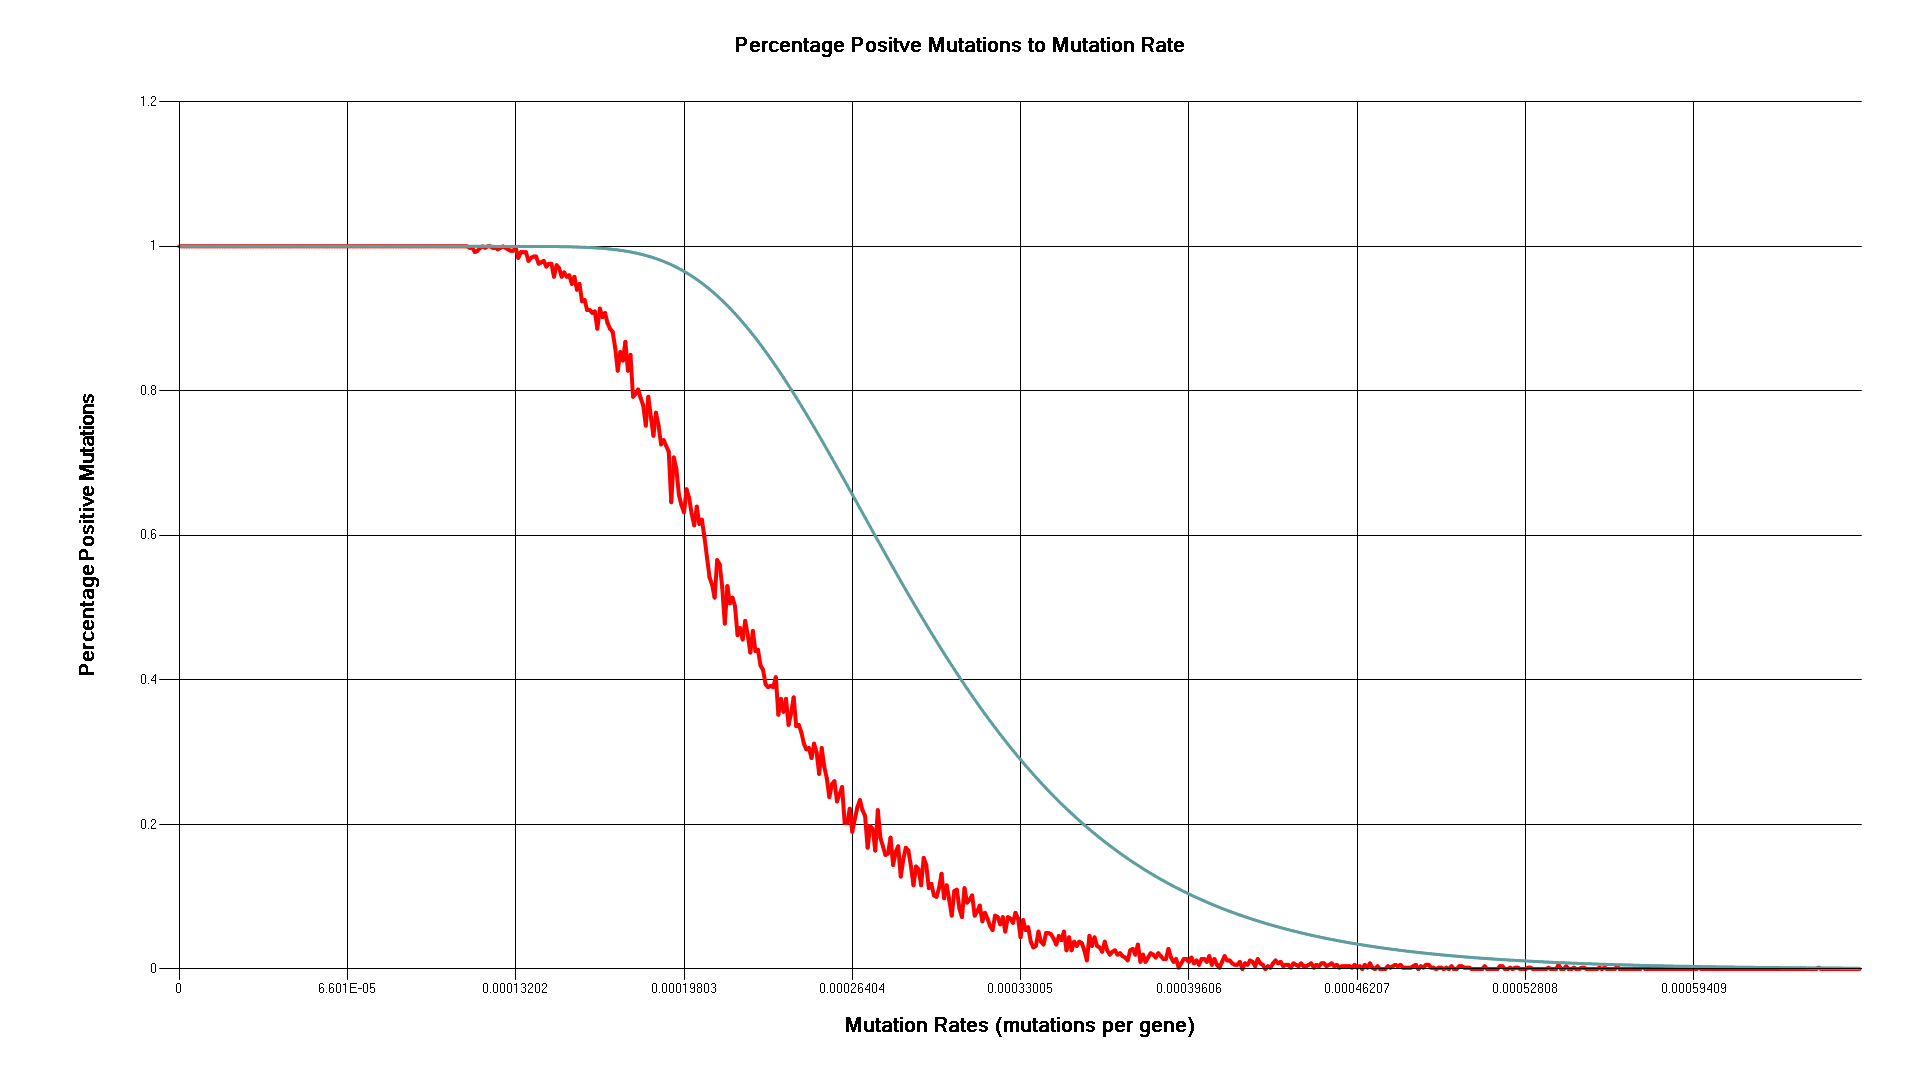 Percentage Positve Mutations to Mutation Rate
1.2
1
0.8
0.6
0.4
0.2
0
Percentage Positive Mutations
0 6.601E-05 0.00013202 0.00019803 0.00026404 0.00033005 0.00039606 0.00046207 0.00052808 0.00059409
Mutation Rates (mutations per gene)